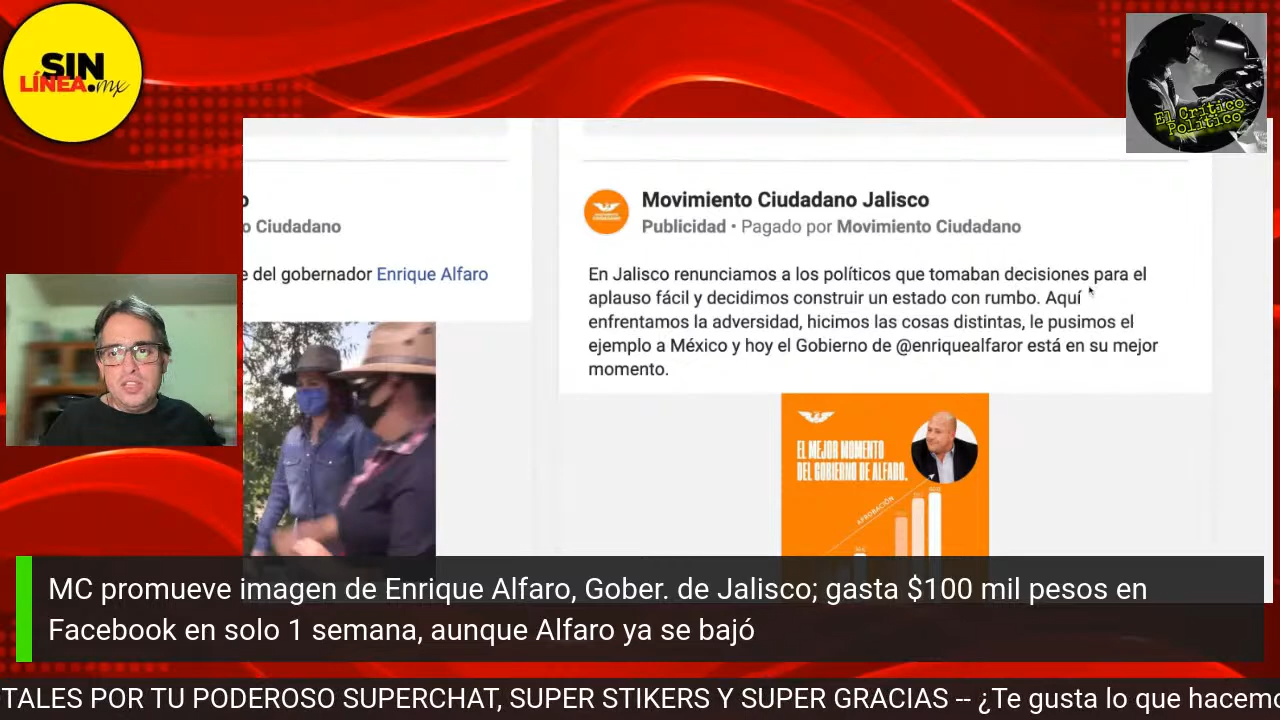 SIN
LÍNEA.mx
El Crítico
Político
Movimiento Ciudadano Jalisco
Publicidad • Pagado por Movimiento Ciudadano
o
o Ciudadano
e del gobernador Enrique Alfaro
En Jalisco renunciamos a los políticos que tomaban decisiones para el
aplauso fácil y decidimos construir un estado con rumbo. Aquí
enfrentamos la adversidad, hicimos las cosas distintas, le pusimos el
ejemplo a México y hoy el Gobierno de @enriquealfaror está en su mejor
momento.
EL MEJOR MOMENTO
DEL GOBIERNO DE ALFARO.
APROBACIÓN
MC promueve imagen de Enrique Alfaro, Gober. de Jalisco; gasta $100 mil pesos en
Facebook en solo 1 semana, aunque Alfaro ya se bajó
TALES POR TU PODEROSO SUPERCHAT, SUPER STIKERS Y SUPER GRACIAS -- ¿Te gusta lo que hacemo